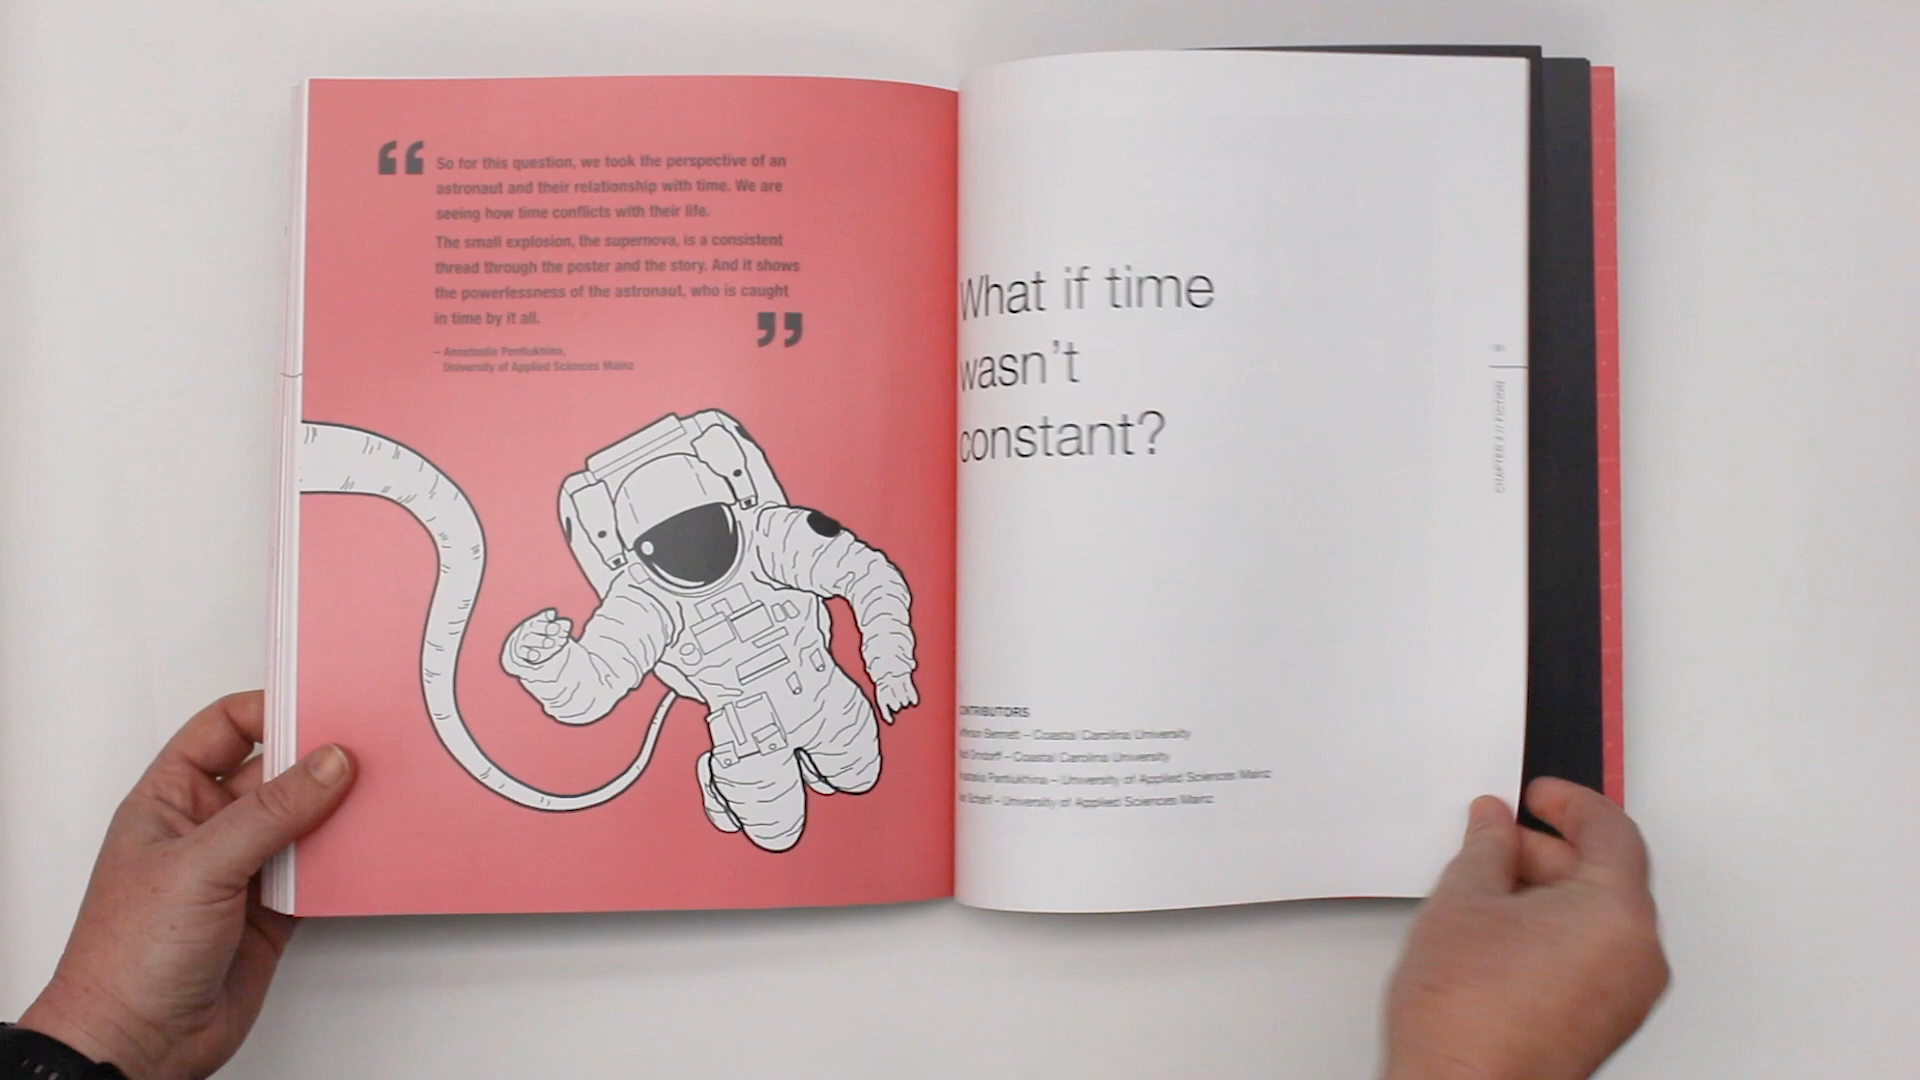 So for this question, we took the perspective of an
astronaut and their relationship with time. We are
seeing how time conflicts with their life.
The small explosion, the supernova, is a consistent
thread through the poster and the story. And it shows
the powerlessness of the astronaut, who is caught
in time by it all.
– Anastasiia Pentiukhina,
University of Applied Sciences Mainz
What if time
wasn't
constant?
– Coastal Carolina University
– Coastal Carolina University
Pentiukhina – University of Applied Sciences Mainz
– University of Applied Sciences Mainz